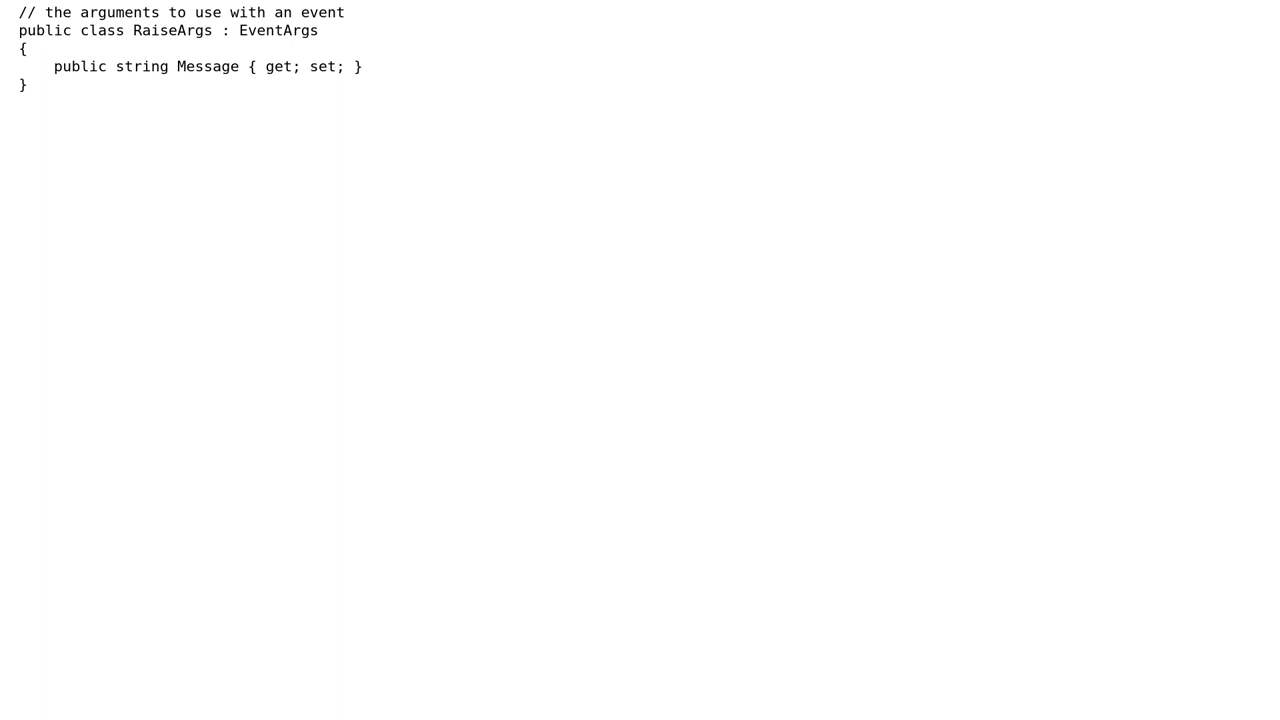 // the arguments to use with an event
public class RaiseArgs : EventArgs
{
    public string Message { get; set; }
}